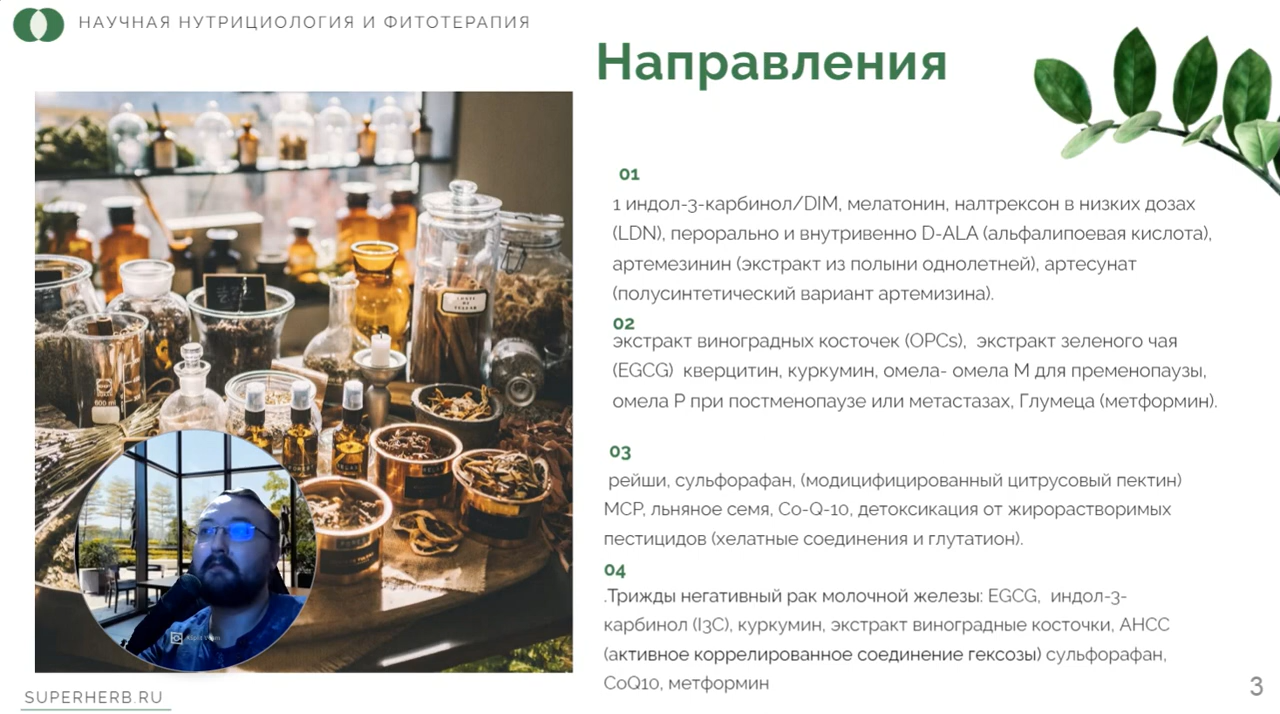 НАУЧНАЯ НУТРИЦИОЛОГИЯ И ФИТОТЕРАПИЯ
Направления
01
1 индол-3-карбинол/DIM, мелатонин, налтрексон в низких дозах
(LDN), перорально и внутривенно D-ALA (альфалипоевая кислота),
артемезинин (экстракт из полыни однолетней), артесунат
(полусинтетический вариант артемизина).
02
экстракт виноградных косточек (OPCs), экстракт зеленого чая
(EGCG) кверцитин, куркумин, омела- омела М для пременопаузы,
омела Р при постменопаузе или метастазах, Глумеца (метформин).
03
рейши, сульфорафан, (модицифицированный цитрусовый пектин)
MCP, льняное семя, Co-Q-10, детоксикация от жирорастворимых
пестицидов (хелатные соединения и глутатион).
04
.Трижды негативный рак молочной железы: EGCG, индол-3-
карбинол (I3C), куркумин, экстракт виноградные косточки, AHCC
(активное коррелированное соединение гексозы) сульфорафан,
CoQ10, метформин
SUPERHERB.RU
3